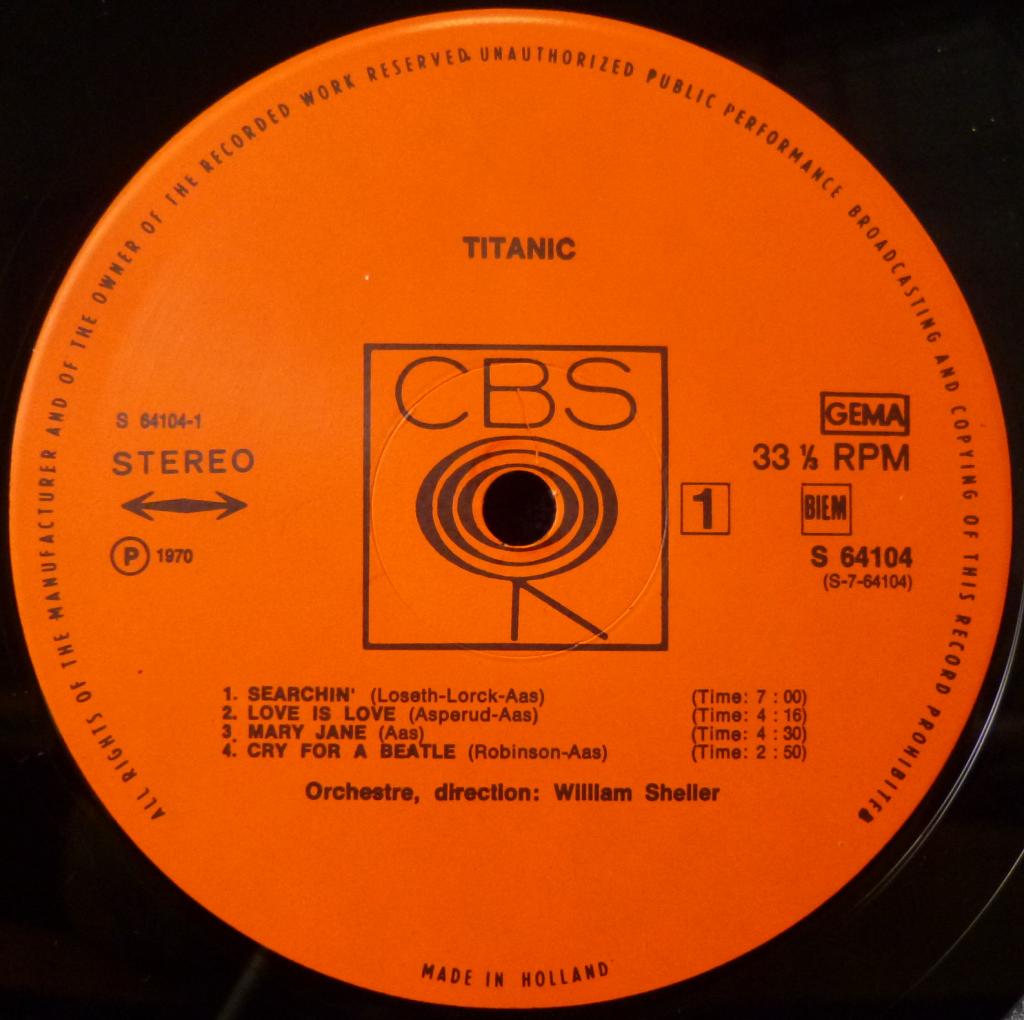 ALL RIGHTS OF THE MANUFACTURER AND OF THE OWNER OF THE RECORDED WORK RESERVED. UNAUTHORIZED PUBLIC PERFORMANCE BROADCASTING AND COPYING OF THIS RECORD PROHIBITED
TITANIC
CBS
S 64104-1
STEREO
℗ 1970
1
GEMA
33 ⅓ RPM
BIEM
S 64104
(S-7-64104)
1. SEARCHIN' (Loseth-Lorck-Aas) (Time: 7 : 00)
2. LOVE IS LOVE (Asperud-Aas) (Time: 4 : 16)
3. MARY JANE (Aas) (Time: 4 : 30)
4. CRY FOR A BEATLE (Robinson-Aas) (Time: 2 : 50)
Orchestre, direction: William Sheller
MADE IN HOLLAND